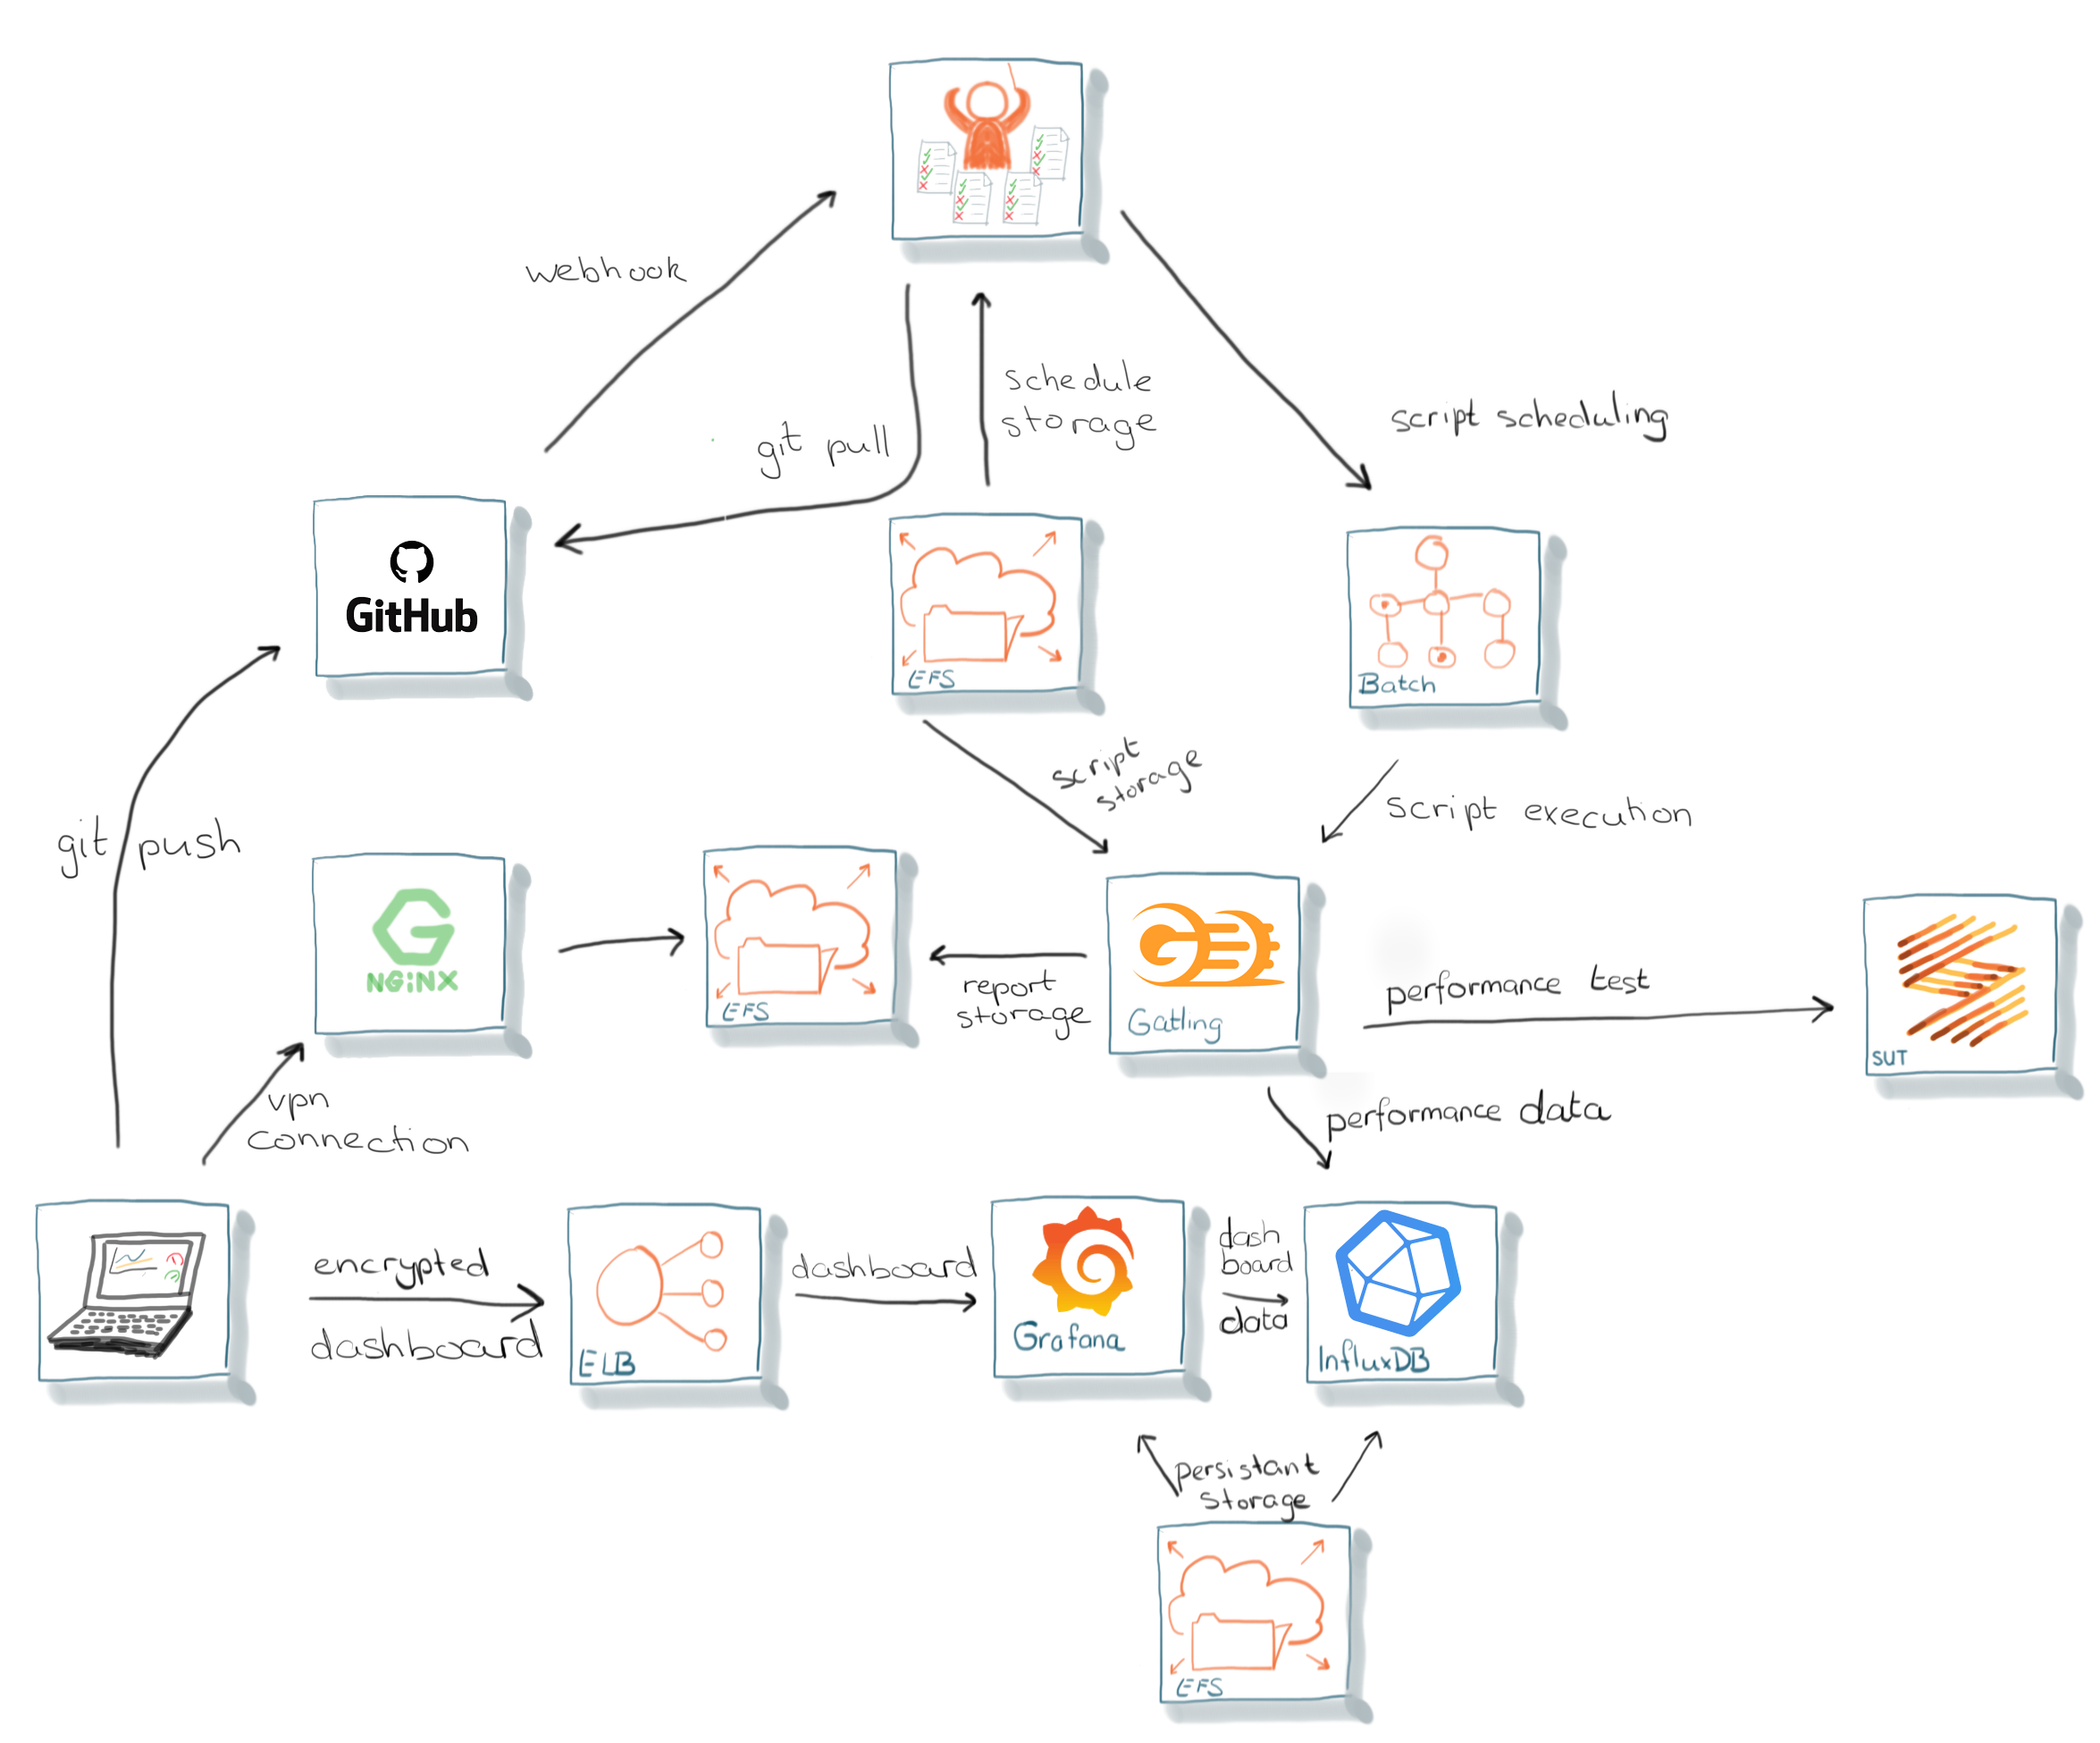 webhook
schedule
storage
script scheduling
git pull
GitHub
EFS
Batch
script
storage
script execution
git push
NGiNX
EFS
report
storage
Gatling
performance test
SUT
vpn
connection
performance data
encrypted
dashboard
ELB
dashboard
Grafana
dash
board
data
InfluxDB
persistant
storage
EFS